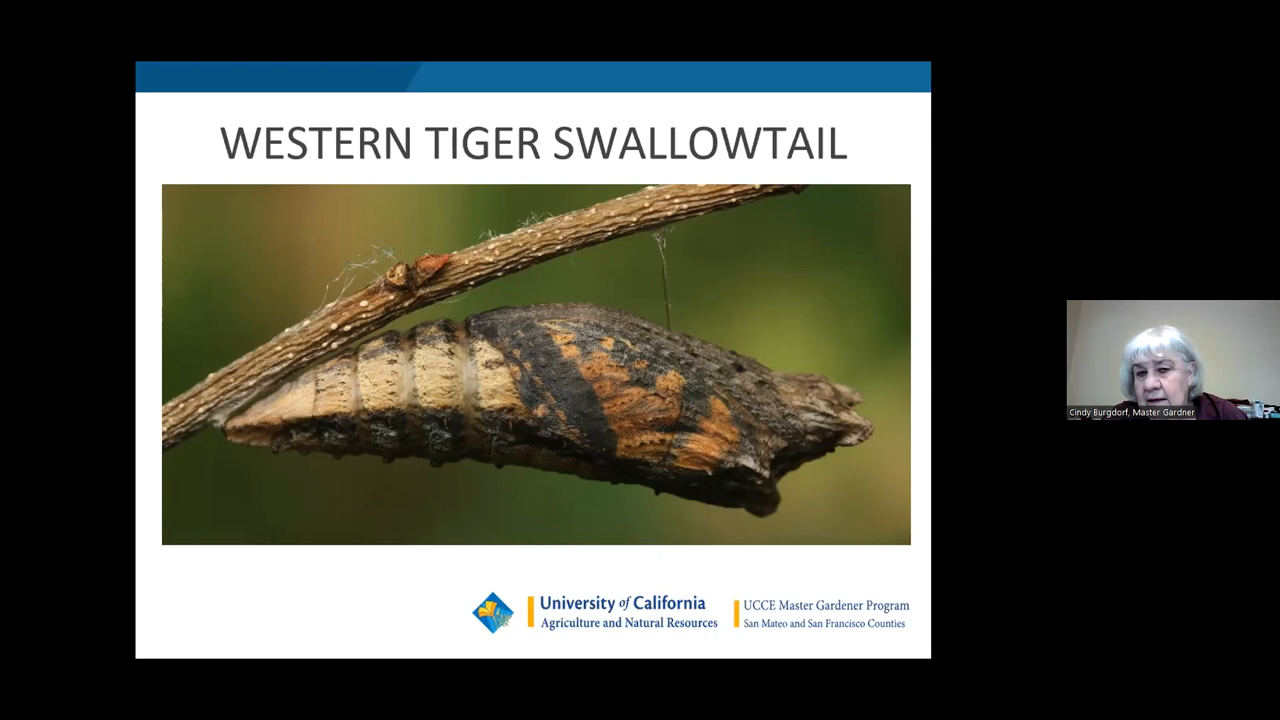 WESTERN TIGER SWALLOWTAIL
University of California
Agriculture and Natural Resources
UCCE Master Gardener Program
San Mateo and San Francisco Counties
Cindy Burgdorf, Master Gardner